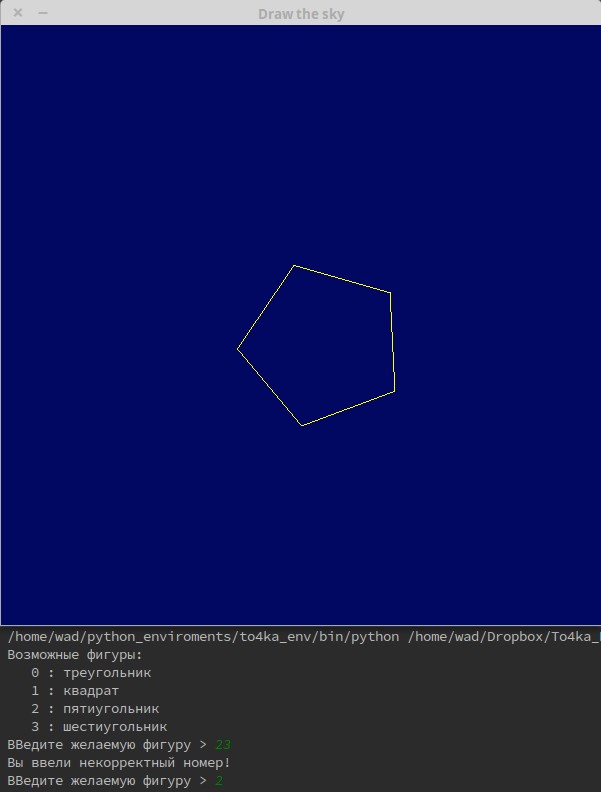 Draw the sky
/home/wad/python_enviroments/to4ka_env/bin/python /home/wad/Dropbox/To4ka_
Возможные фигуры:
0 : треугольник
1 : квадрат
2 : пятиугольник
3 : шестиугольник
ВВедите желаемую фигуру > 23
Вы ввели некорректный номер!
ВВедите желаемую фигуру > 2